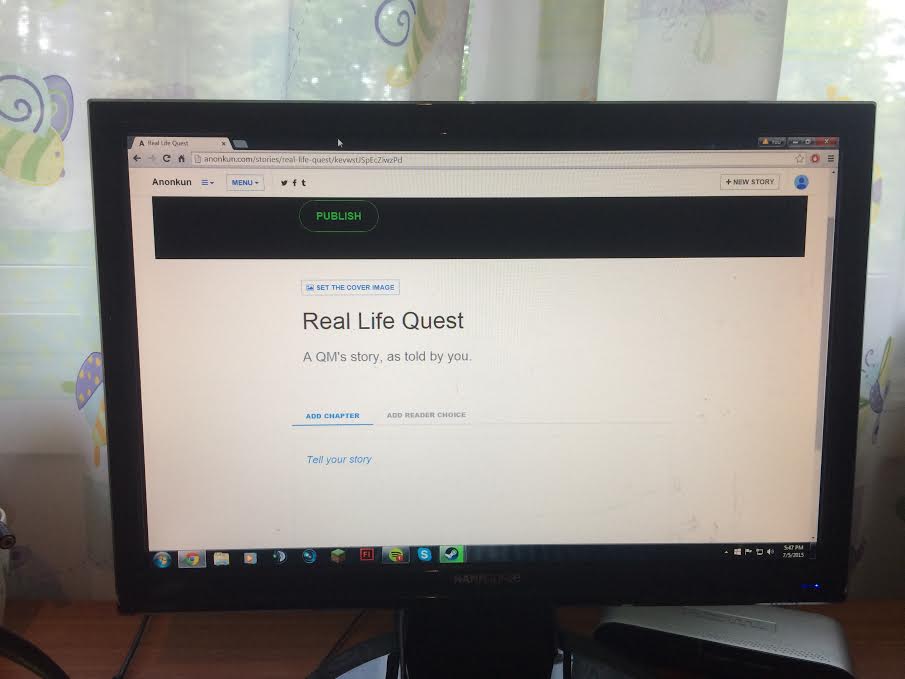 A Real Life Quest
YOU
anonkun.com/stories/real-life-quest/kevwstJSpEcZiwzPd
Anonkun MENU + NEW STORY
PUBLISH
SET THE COVER IMAGE
Real Life Quest
A QM's story, as told by you.
ADD CHAPTER ADD READER CHOICE
Tell your story
5:47 PM
7/5/2015